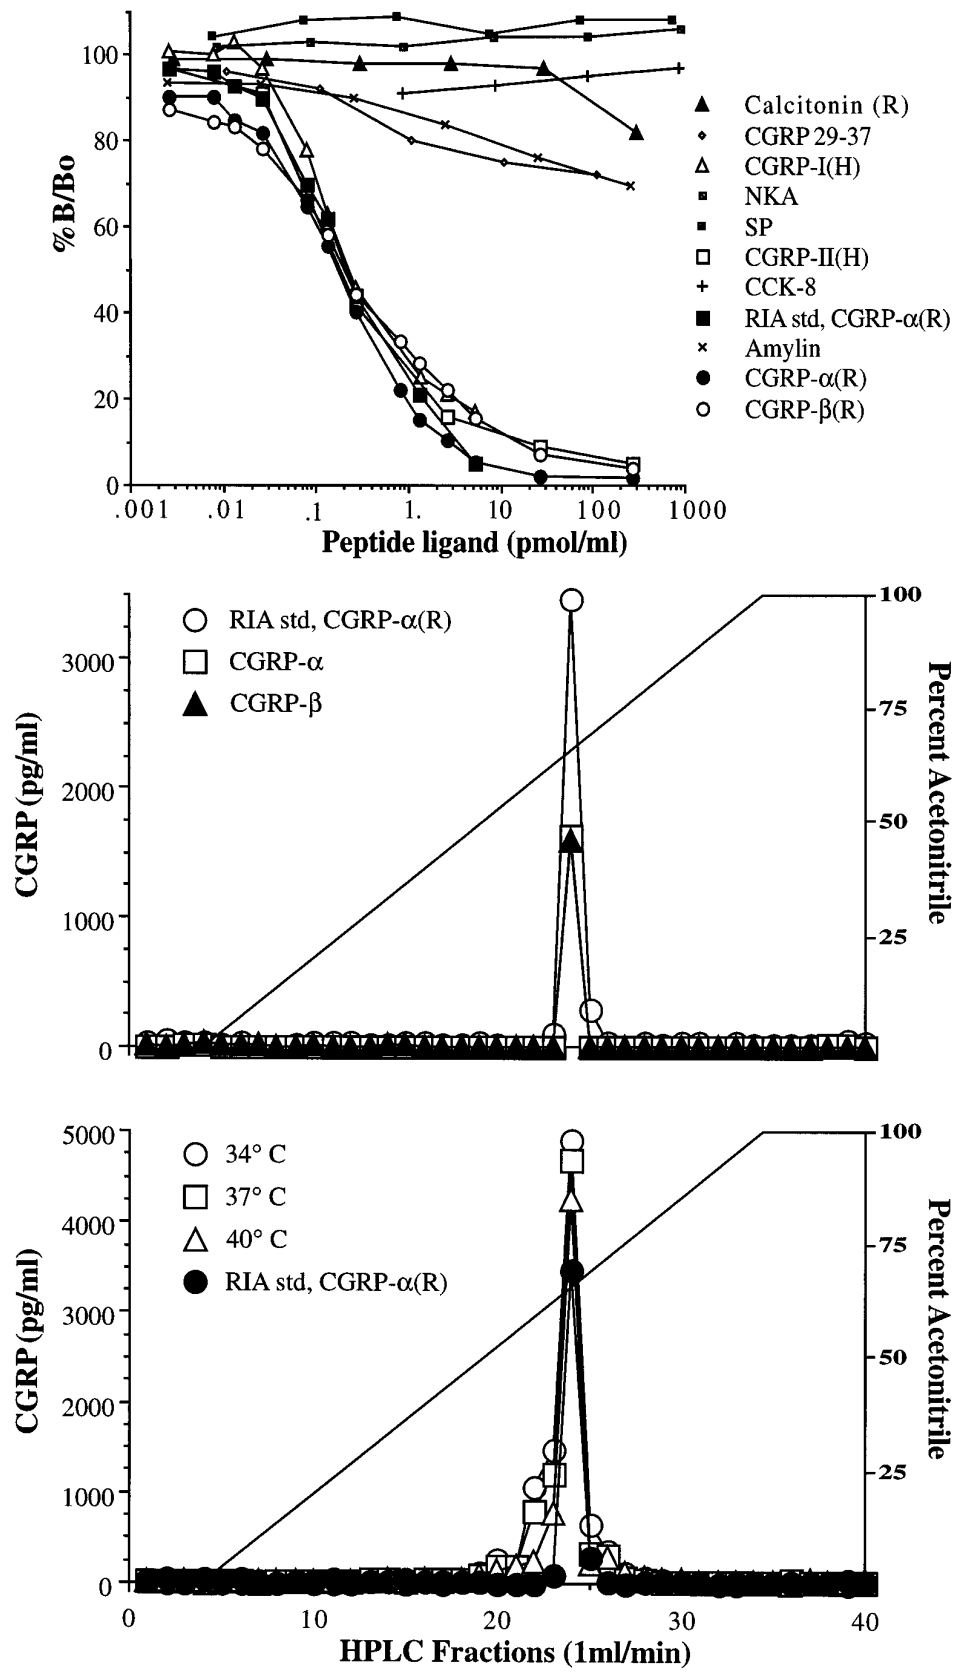 100
80
60
40
20
0
%B/Bo
.001 .01 .1 1. 10 100 1000
Peptide ligand (pmol/ml)
Calcitonin (R)
CGRP 29-37
CGRP-I(H)
NKA
SP
CGRP-II(H)
CCK-8
RIA std, CGRP-α(R)
Amylin
CGRP-α(R)
CGRP-β(R)
RIA std, CGRP-α(R)
CGRP-α
CGRP-β
3000
2000
1000
0
CGRP (pg/ml)
100
75
50
25
Percent Acetonitrile
34° C
37° C
40° C
RIA std, CGRP-α(R)
5000
4000
3000
2000
1000
0
CGRP (pg/ml)
100
75
50
25
Percent Acetonitrile
0 10 20 30 40
HPLC Fractions (1ml/min)